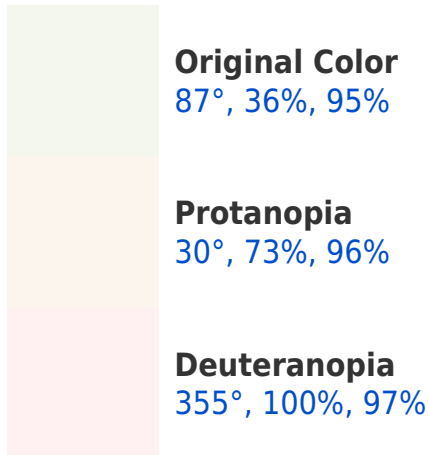 Original Color
87°, 36%, 95%
Protanopia
30°, 73%, 96%
Deuteranopia
355°, 100%, 97%